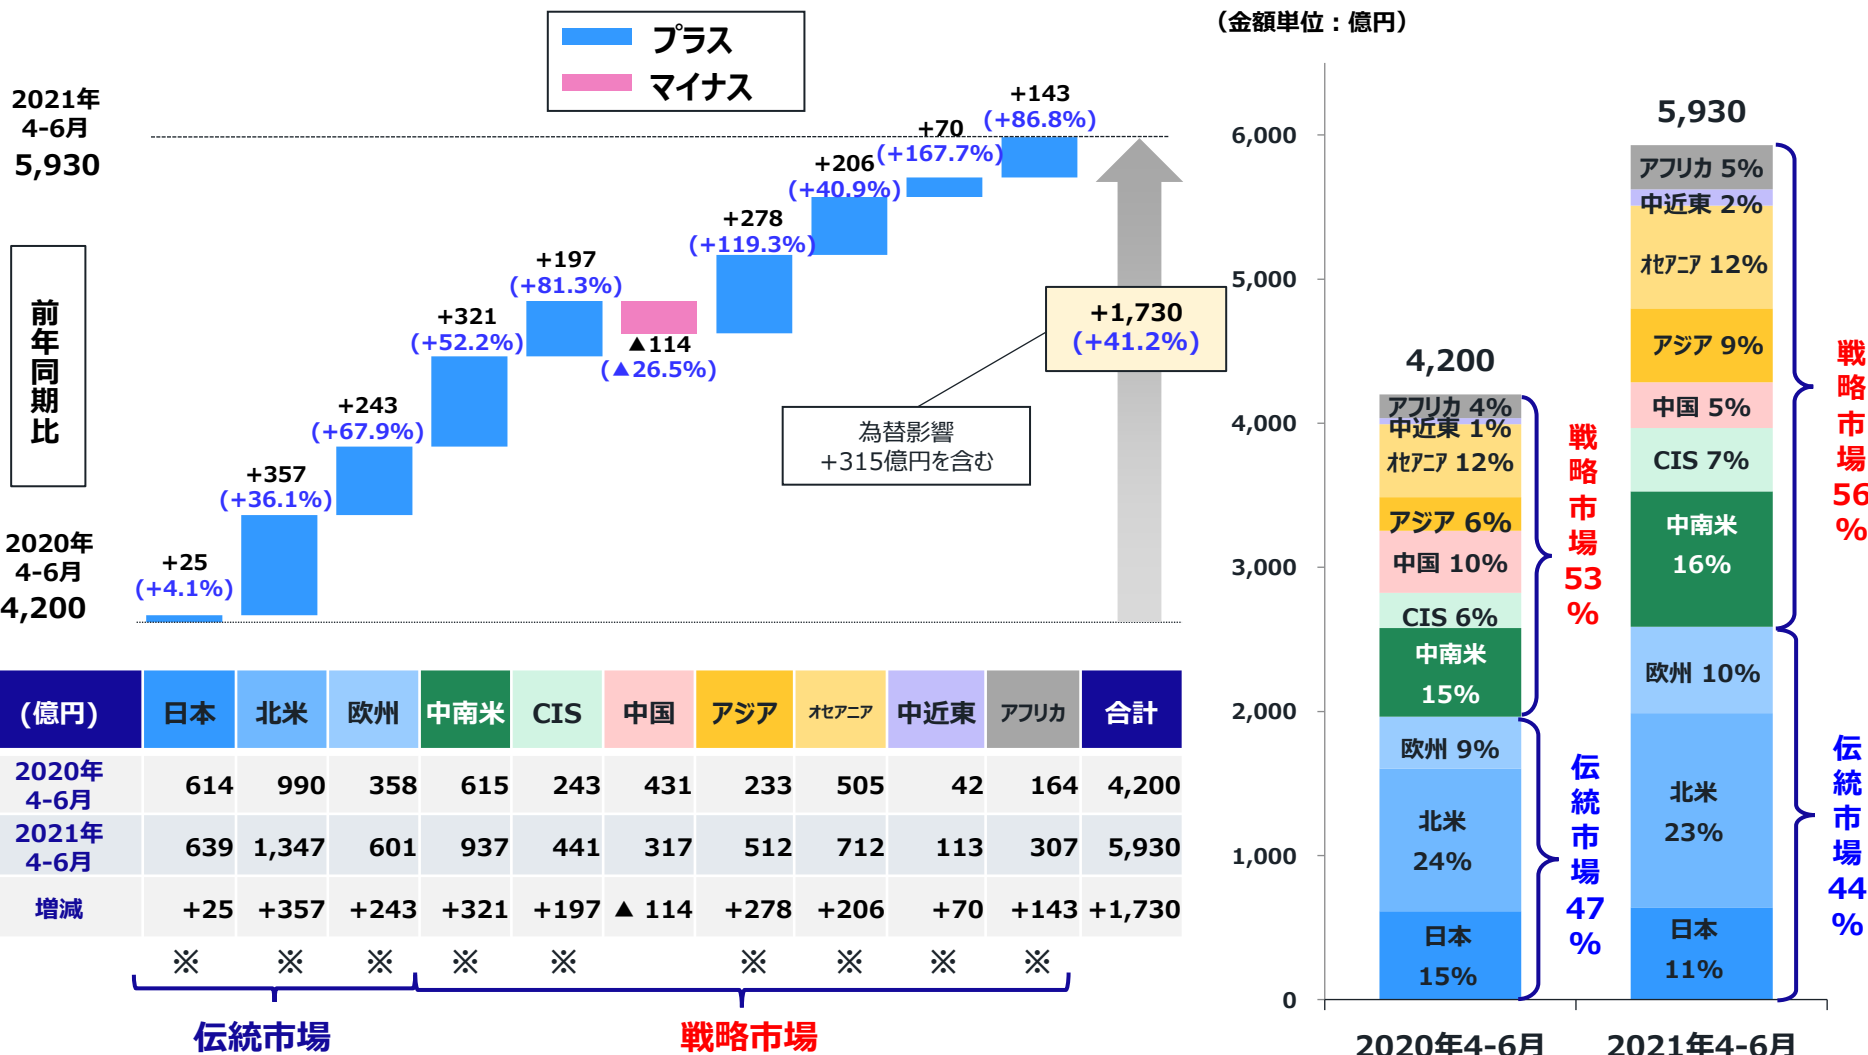 プラス
マイナス
2021年
4-6月
5,930
前年同期比
2020年
4-6月
4,200
+25
(+4.1%)
+357
(+36.1%)
+243
(+67.9%)
+321
(+52.2%)
+197
(+81.3%)
▲114
(▲26.5%)
+278
(+119.3%)
+206
(+40.9%)
+70
(+167.7%)
+143
(+86.8%)
+1,730
(+41.2%)
為替影響
+315億円を含む
(億円) 日本 北米 欧州 中南米 CIS 中国 アジア オセアニア 中近東 アフリカ 合計
2020年
4-6月 614 990 358 615 243 431 233 505 42 164 4,200
2021年
4-6月 639 1,347 601 937 441 317 512 712 113 307 5,930
増減 +25 +357 +243 +321 +197 ▲ 114 +278 +206 +70 +143 +1,730
※ ※ ※ ※ ※ ※ ※ ※ ※
伝統市場 戦略市場
(金額単位:億円)
6,000
5,000
4,000
3,000
2,000
1,000
0
4,200
アフリカ 4%
中近東 1%
オセアニア 12%
アジア 6%
中国 10%
CIS 6%
中南米
15%
欧州 9%
北米
24%
日本
15%
戦略市場53%
伝統市場47%
5,930
アフリカ 5%
中近東 2%
オセアニア 12%
アジア 9%
中国 5%
CIS 7%
中南米
16%
欧州 10%
北米
23%
日本
11%
戦略市場56%
伝統市場44%
2020年4-6月 2021年4-6月